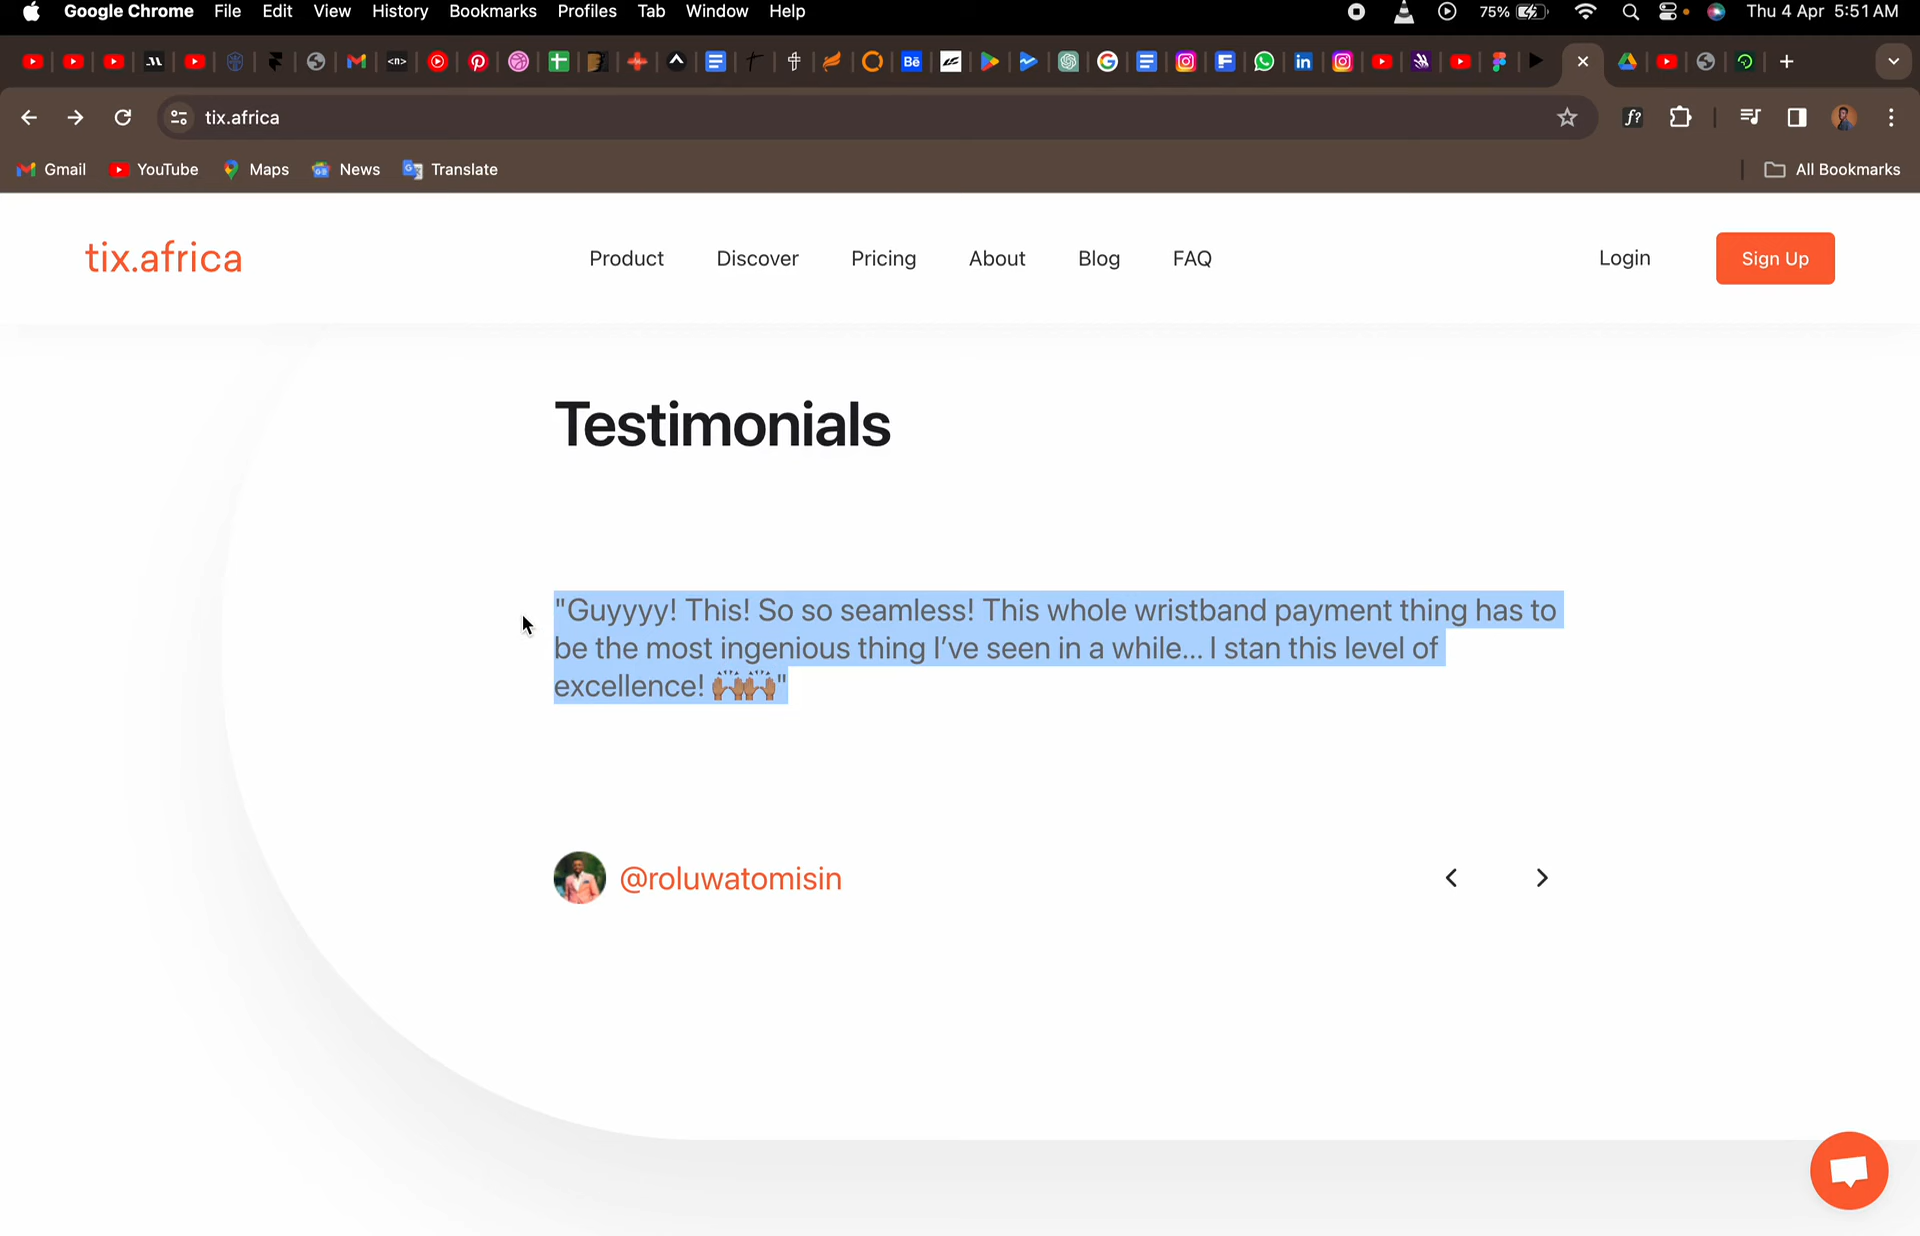 Google Chrome File Edit View History Bookmarks Profiles Tab Window Help 75% Thu 4 Apr 5:51 AM
tix.africa
Gmail YouTube Maps News Translate All Bookmarks
tix.africa Product Discover Pricing About Blog FAQ Login Sign Up
Testimonials
"Guyyyy! This! So so seamless! This whole wristband payment thing has to
be the most ingenious thing I’ve seen in a while... I stan this level of
excellence! 🙌🏾🙌🏾"
@roluwatomisin